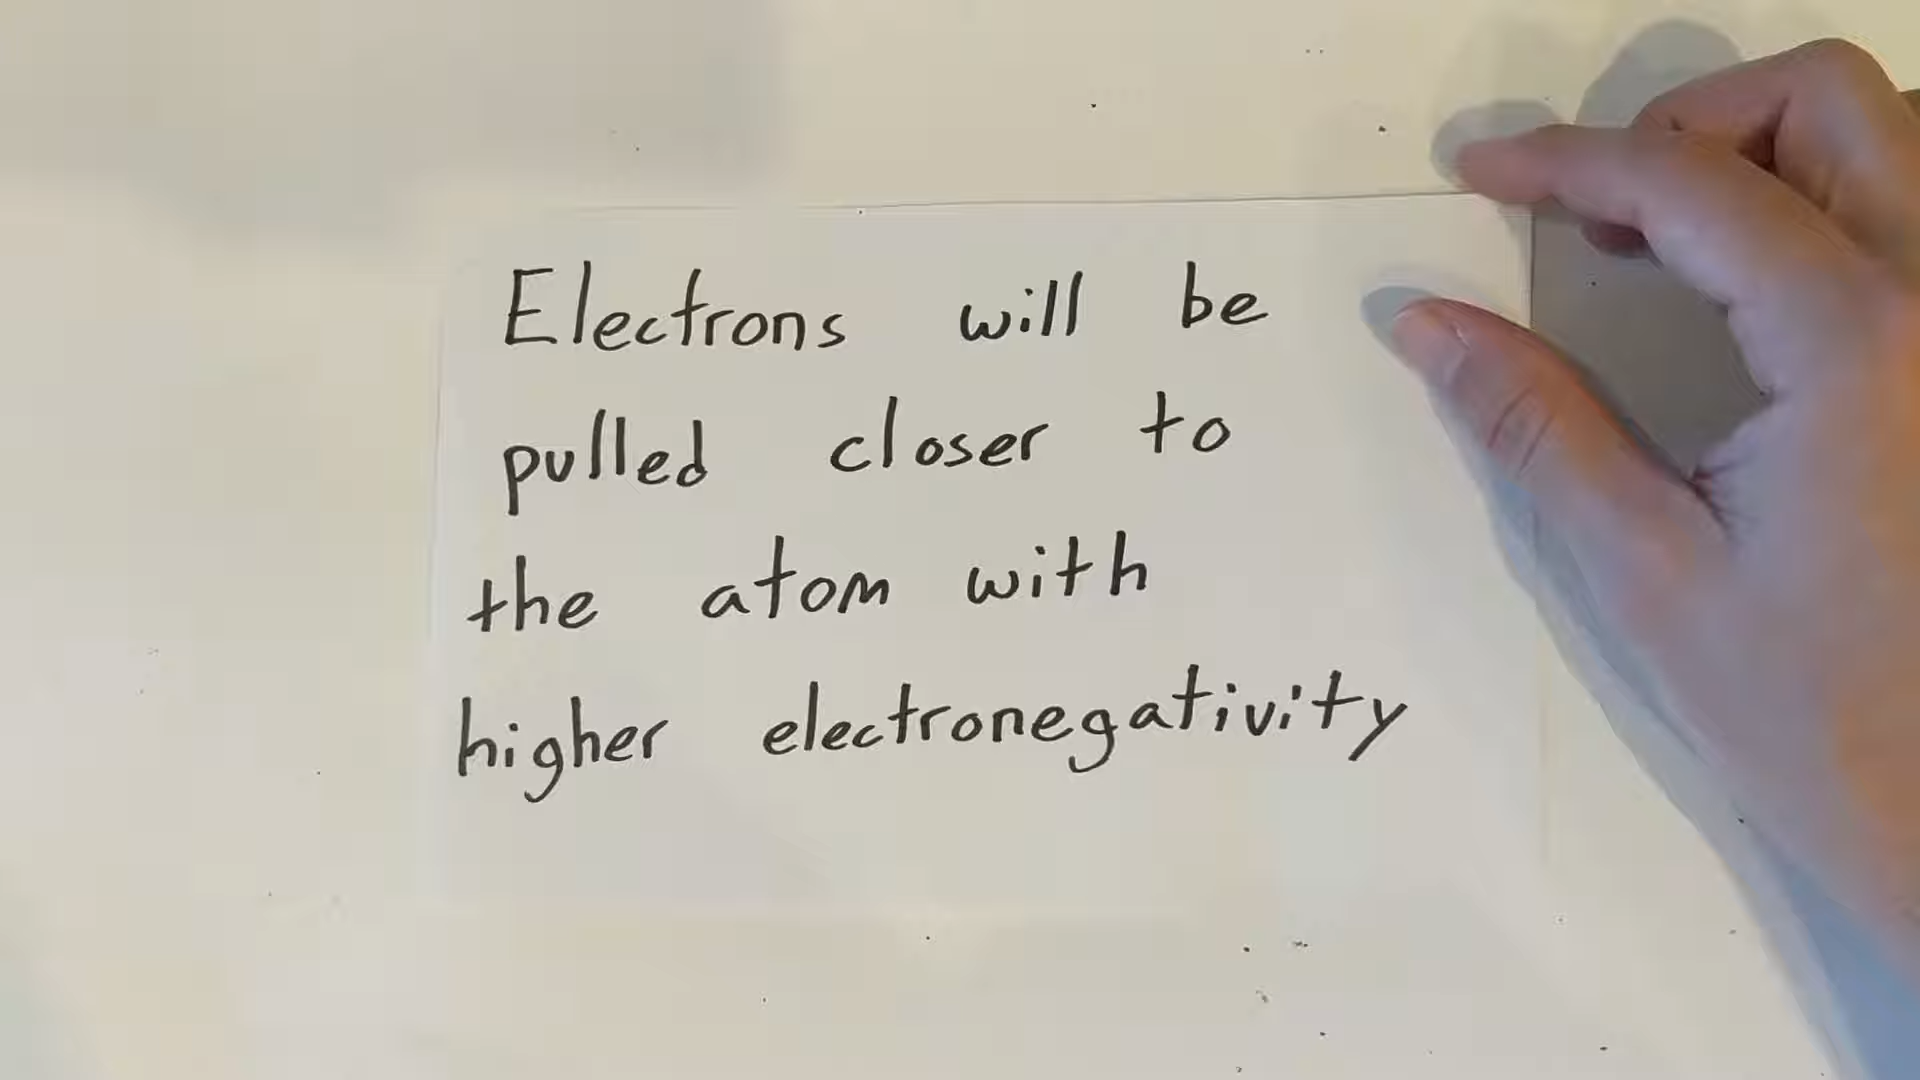 Electrons will be
pulled closer to
the atom with
higher electronegativity